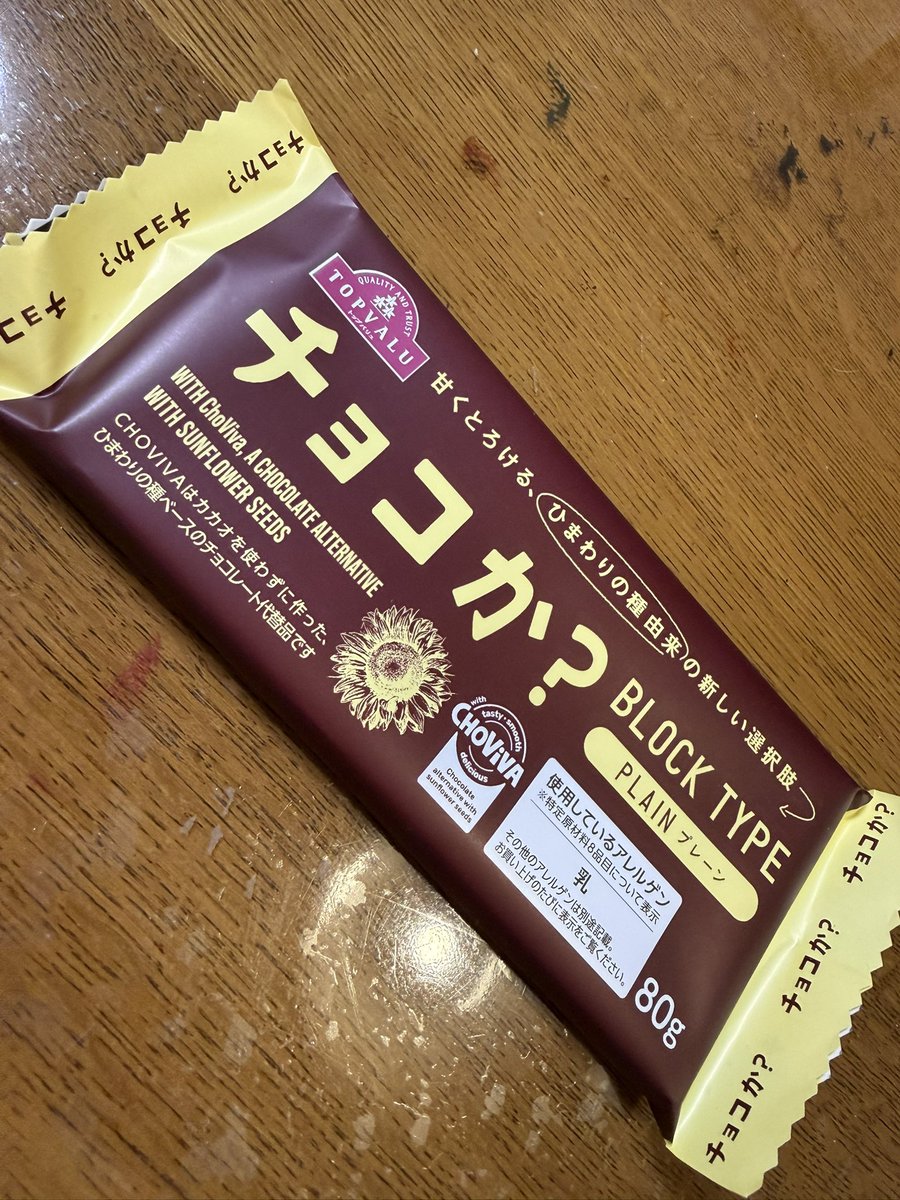 チョコか?
チョコか?
チョコ
QUALITY AND TRUST
TOPVALU
トップバリュ
甘くとろける、
ひまわりの種由来の新しい選択肢
チョコか?
WITH ChoViva, A CHOCOLATE ALTERNATIVE
WITH SUNFLOWER SEEDS
CHOVIVAはカカオを使わずに作った、
ひまわりの種ベースのチョコレート代替品です
BLOCK TYPE
PLAIN プレーン
with
tasty・smooth
CHOViVA
delicious
Chocolate
alternative with
sunflower seeds
使用しているアレルゲン
※特定原材料8品目について表示
乳
その他のアレルゲンは別途記載。
お買い上げのたびに表示をご覧ください。
80g
チョコか?
チョコか?
チョコか?